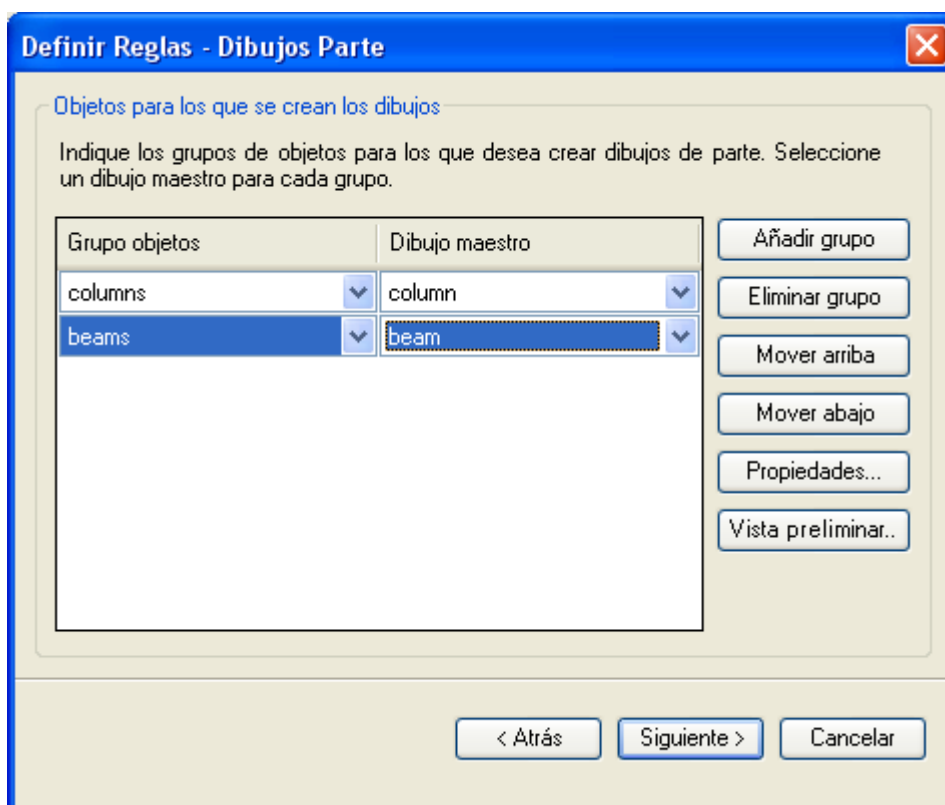 Definir Reglas - Dibujos Parte
Objetos para los que se crean los dibujos
Indique los grupos de objetos para los que desea crear dibujos de parte. Seleccione
un dibujo maestro para cada grupo.
Grupo objetos Dibujo maestro
columns column
beams beam
Añadir grupo
Eliminar grupo
Mover arriba
Mover abajo
Propiedades...
Vista preliminar..
< Atrás Siguiente > Cancelar